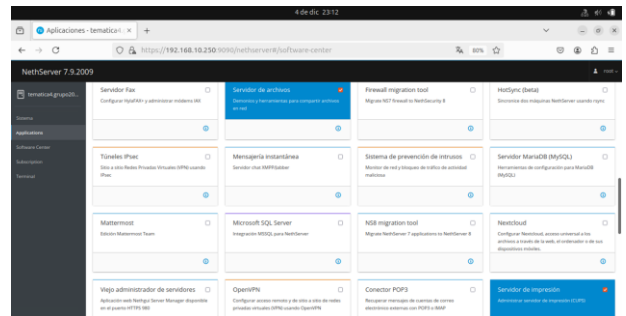 4 de dic 23:12
Aplicaciones - tematica4.
https://192.168.10.250:9090/nethserver#/software-center
80%
NethServer 7.9.2009
root
tematica4.grupo20...
Sistema
Applications
Software Center
Subscription
Terminal
Servidor Fax
Configurar HylaFAX+ y administrar módems IAX
Servidor de archivos
Demonios y herramientas para compartir archivos
en red
Firewall migration tool
Migrate NS7 firewall to NethSecurity 8
HotSync (beta)
Sincronice dos máquinas NethServer usando rsync
Túneles IPsec
Sitio a sitio Redes Privadas Virtuales (VPN) usando
IPsec.
Mensajería instantánea
Servidor chat XMPP/Jabber
Sistema de prevención de intrusos
Monitor de red y bloqueo de tráfico de actividad
maliciosa
Servidor MariaDB (MySQL)
Herramientas de configuración para MariaDB
(MySQL)
Mattermost
Edición Mattermost Team
Microsoft SQL Server
Integración MSSQL para NethServer
NS8 migration tool
Migrate NethServer 7 applications to NethServer 8
Nextcloud
Configurar Nextcloud, acceso universal a los
archivos a través de la web, el ordenador o de sus
dispositivos móviles.
Viejo administrador de servidores
Aplicación web Nethgui Server Manager disponible
en el puerto HTTPS 980
OpenVPN
Configurar acceso remoto y de sitio a sitio de redes
privadas virtuales (VPN) usando OpenVPN
Conector POP3
Recuperar mensajes de cuentas de correo
electrónico externas con POP3 o IMAP
Servidor de impresión
Administrar servidor de impresión (CUPS)